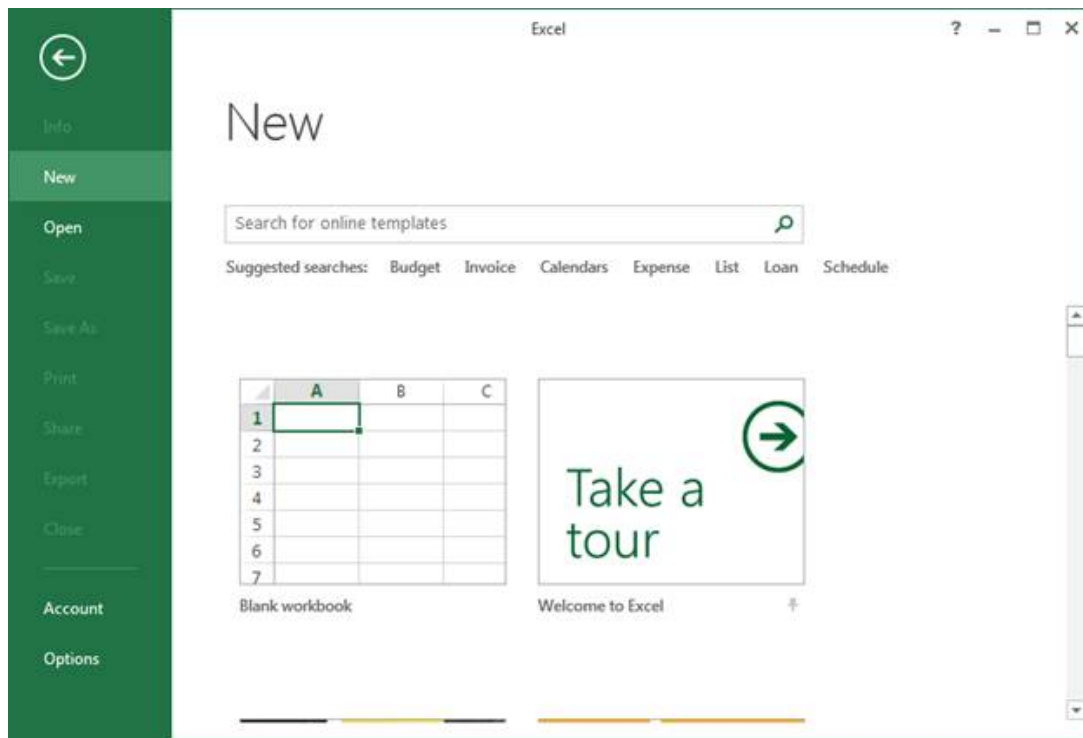 Excel
?
Info
New
Open
Save
Save As
Print
Share
Export
Close
Account
Options
New
Search for online templates
Suggested searches: Budget Invoice Calendars Expense List Loan Schedule
A B C
1
2
3
4
5
6
7
Blank workbook
Take a
tour
Welcome to Excel